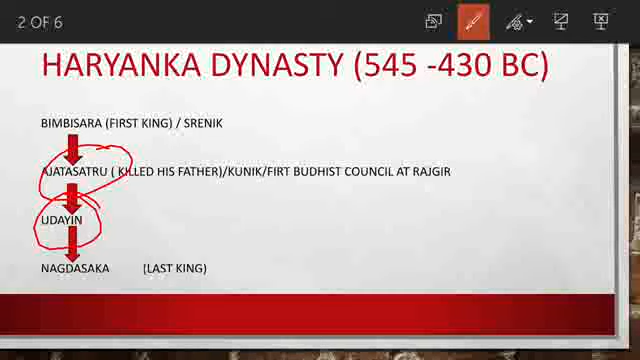 2 OF 6
HARYANKA DYNASTY (545 -430 BC)
BIMBISARA (FIRST KING) / SRENIK
AJATASATRU ( KILLED HIS FATHER)/KUNIK/FIRT BUDHIST COUNCIL AT RAJGIR
UDAYIN
NAGDASAKA (LAST KING)